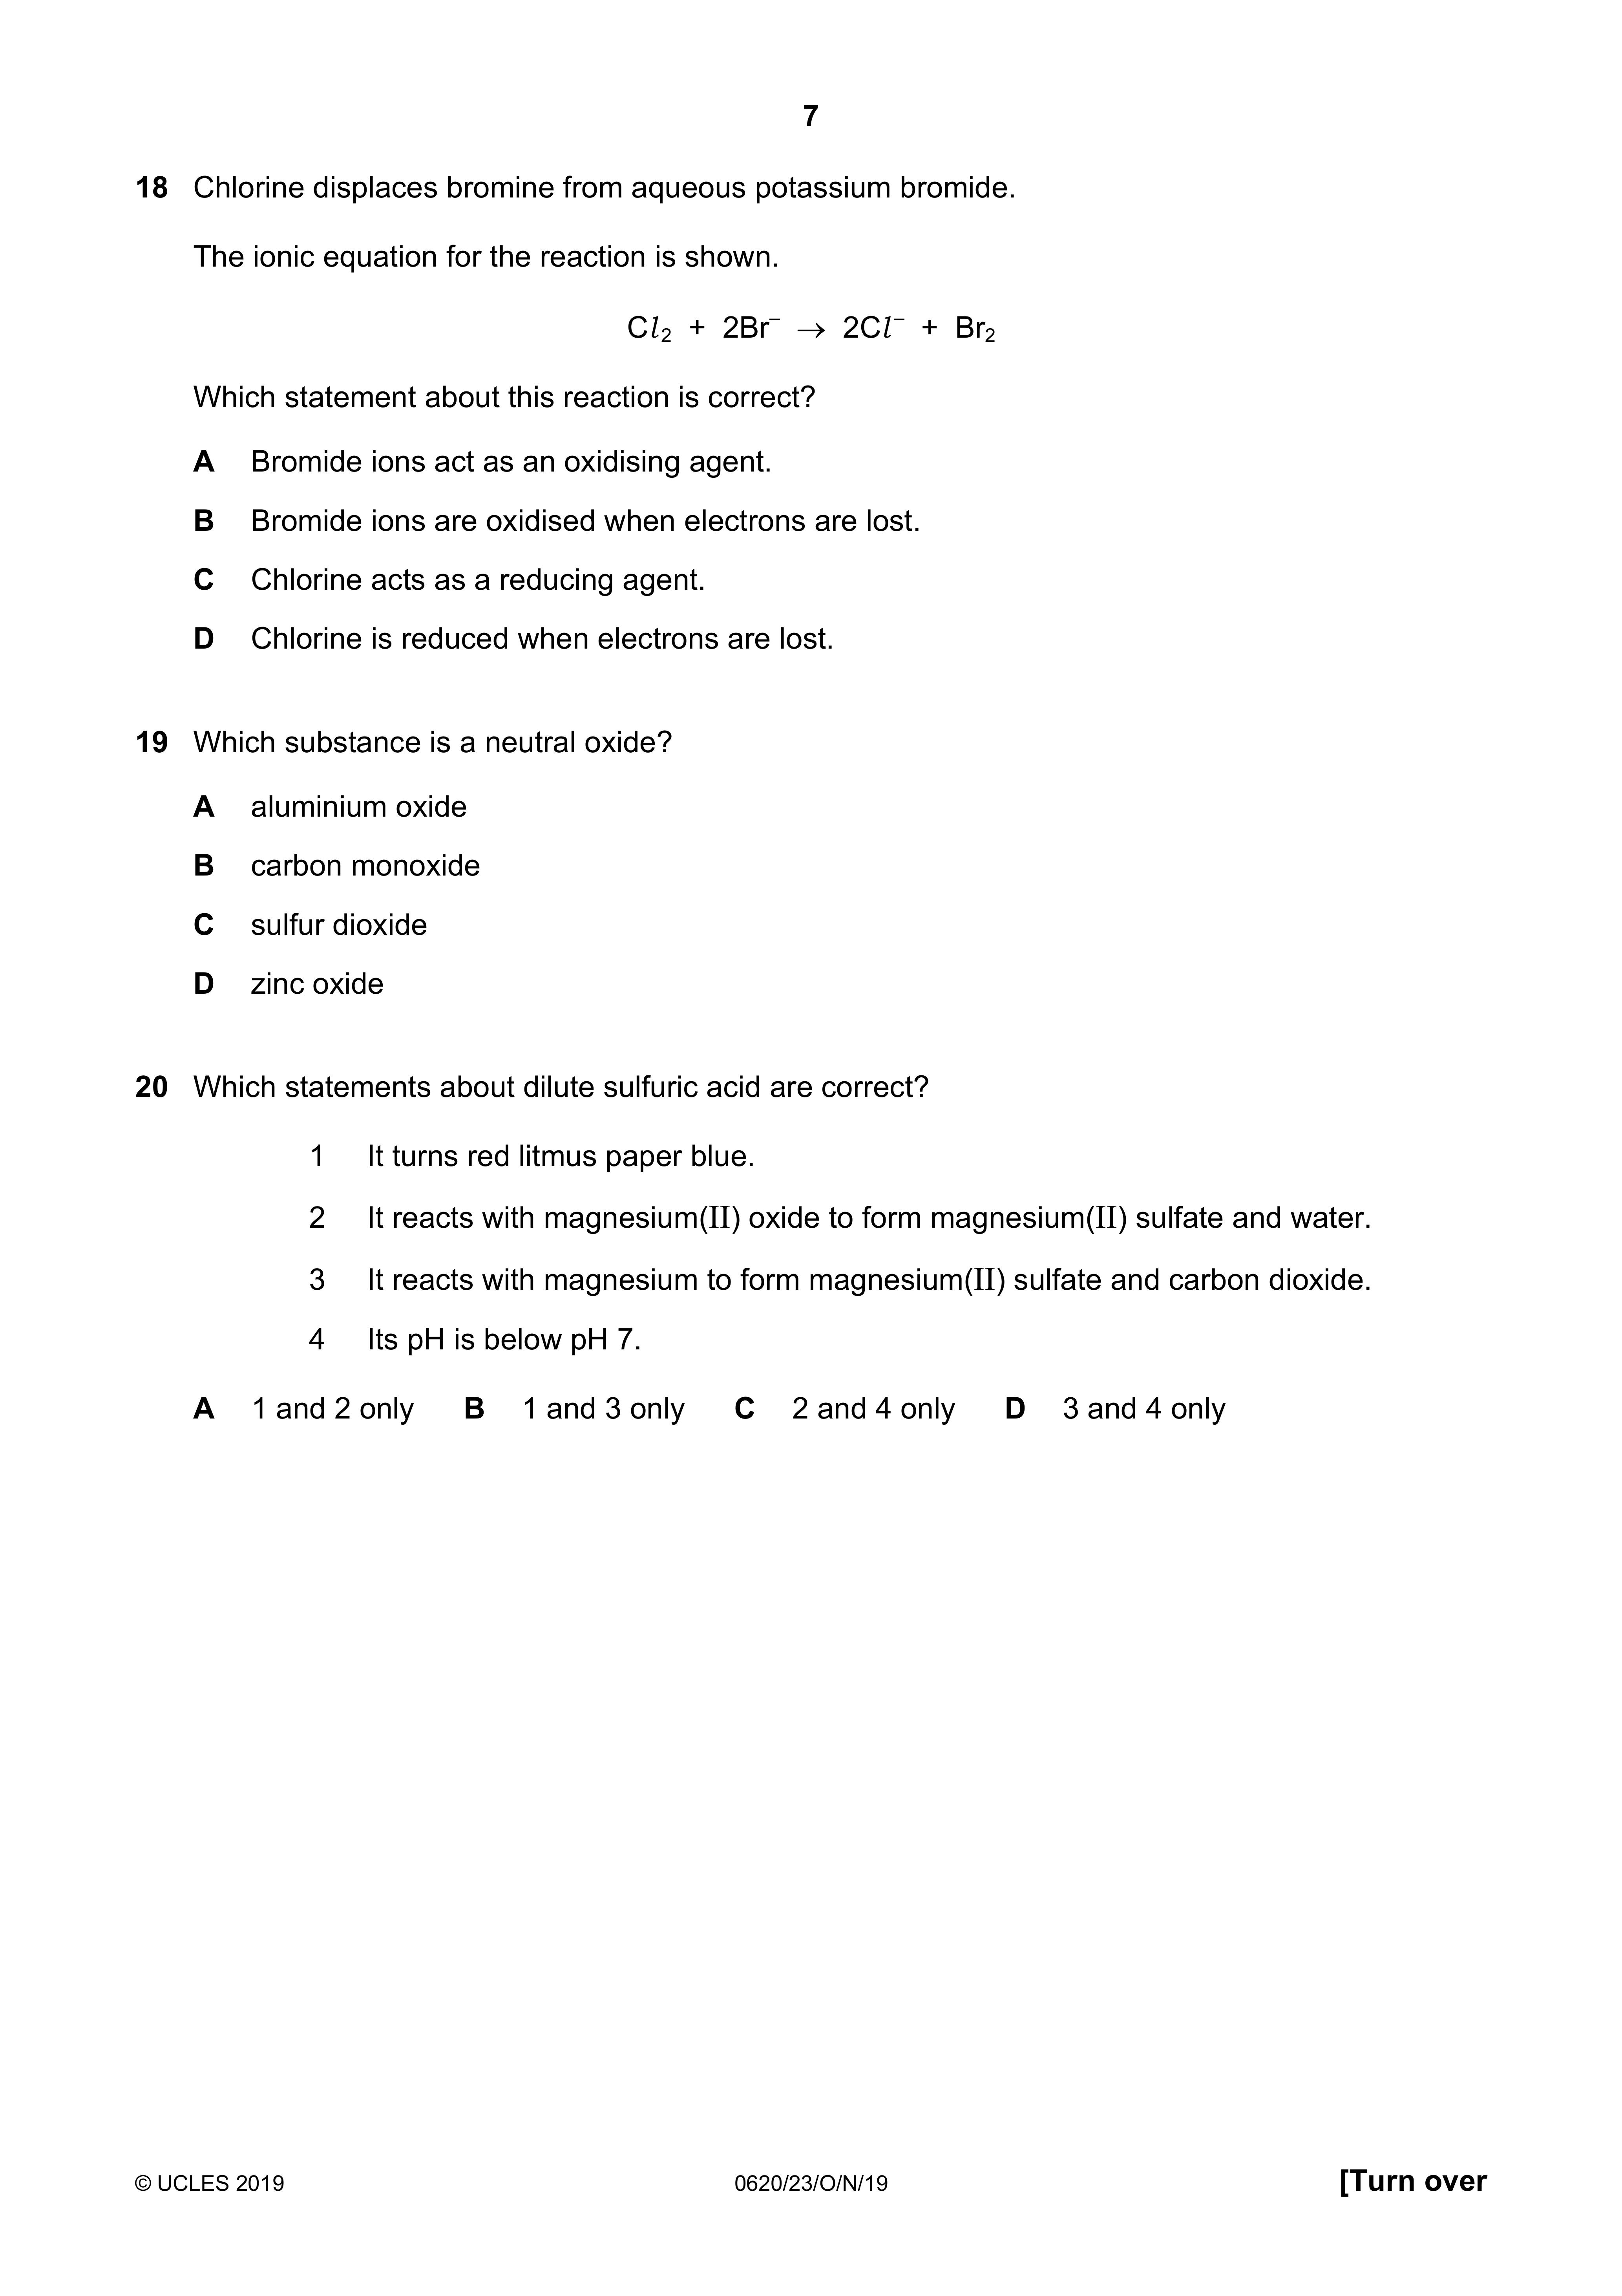 7
18 Chlorine displaces bromine from aqueous potassium bromide.
The ionic equation for the reaction is shown.
Cl₂ + 2Br⁻ → 2Cl⁻ + Br₂
Which statement about this reaction is correct?
A Bromide ions act as an oxidising agent.
B Bromide ions are oxidised when electrons are lost.
C Chlorine acts as a reducing agent.
D Chlorine is reduced when electrons are lost.
19 Which substance is a neutral oxide?
A aluminium oxide
B carbon monoxide
C sulfur dioxide
D zinc oxide
20 Which statements about dilute sulfuric acid are correct?
1 It turns red litmus paper blue.
2 It reacts with magnesium(II) oxide to form magnesium(II) sulfate and water.
3 It reacts with magnesium to form magnesium(II) sulfate and carbon dioxide.
4 Its pH is below pH 7.
A 1 and 2 only B 1 and 3 only C 2 and 4 only D 3 and 4 only
© UCLES 2019 0620/23/O/N/19 [Turn over